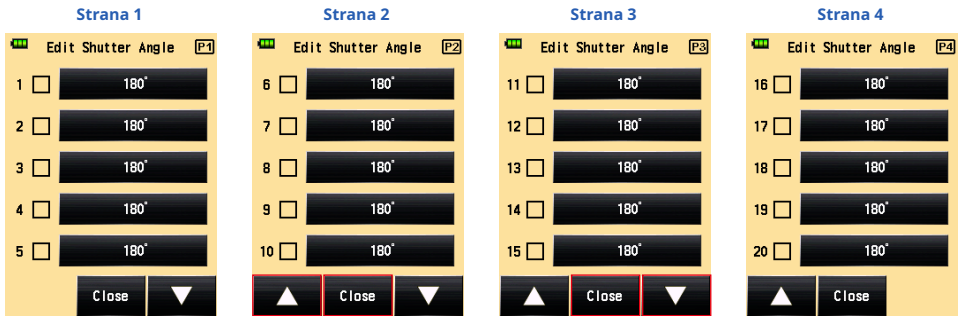 Strana 1
Edit Shutter Angle P1
1 180°
2 180°
3 180°
4 180°
5 180°
Close
Strana 2
Edit Shutter Angle P2
6 180°
7 180°
8 180°
9 180°
10 180°
Close
Strana 3
Edit Shutter Angle P3
11 180°
12 180°
13 180°
14 180°
15 180°
Close
Strana 4
Edit Shutter Angle P4
16 180°
17 180°
18 180°
19 180°
20 180°
Close